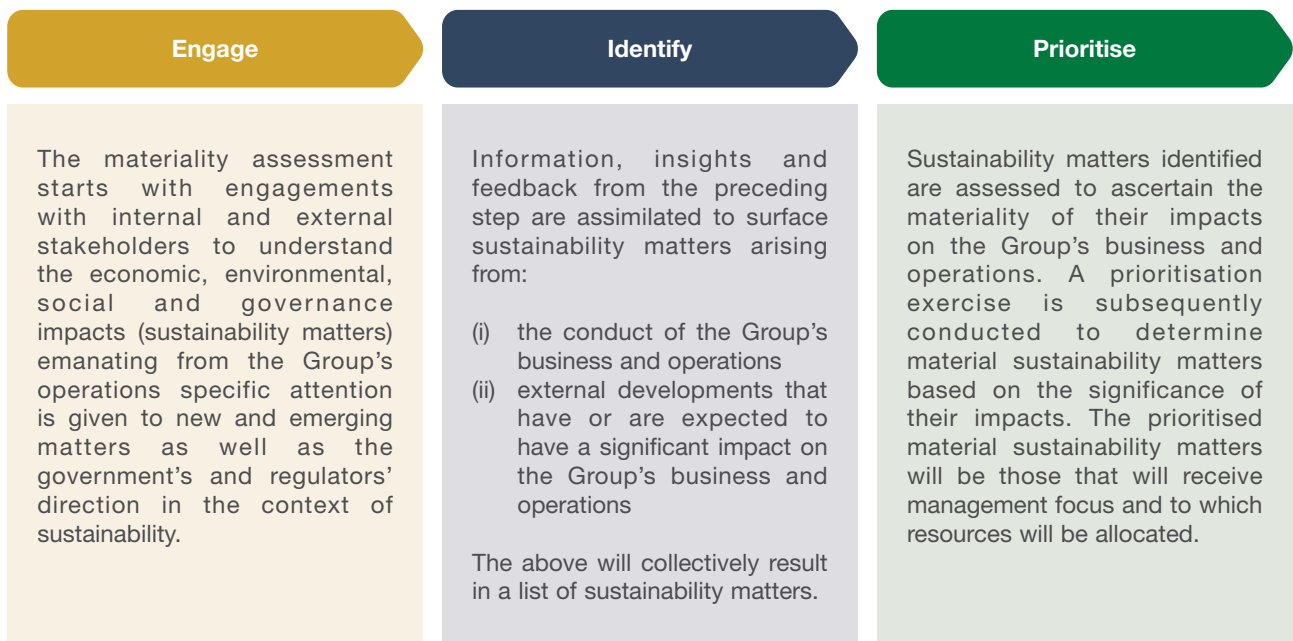 Engage
The materiality assessment
starts with engagements
with internal and external
stakeholders to understand
the economic, environmental,
social and governance
impacts (sustainability matters)
emanating from the Group's
operations specific attention
is given to new and emerging
matters as well as the
government's and regulators'
direction in the context of
sustainability.
Identify
Information, insights and
feedback from the preceding
step are assimilated to surface
sustainability matters arising
from:
(i) the conduct of the Group's
business and operations
(ii) external developments that
have or are expected to
have a significant impact on
the Group's business and
operations
The above will collectively result
in a list of sustainability matters.
Prioritise
Sustainability matters identified
are assessed to ascertain the
materiality of their impacts
on the Group's business and
operations. A prioritisation
exercise is subsequently
conducted to determine
material sustainability matters
based on the significance of
their impacts. The prioritised
material sustainability matters
will be those that will receive
management focus and to which
resources will be allocated.